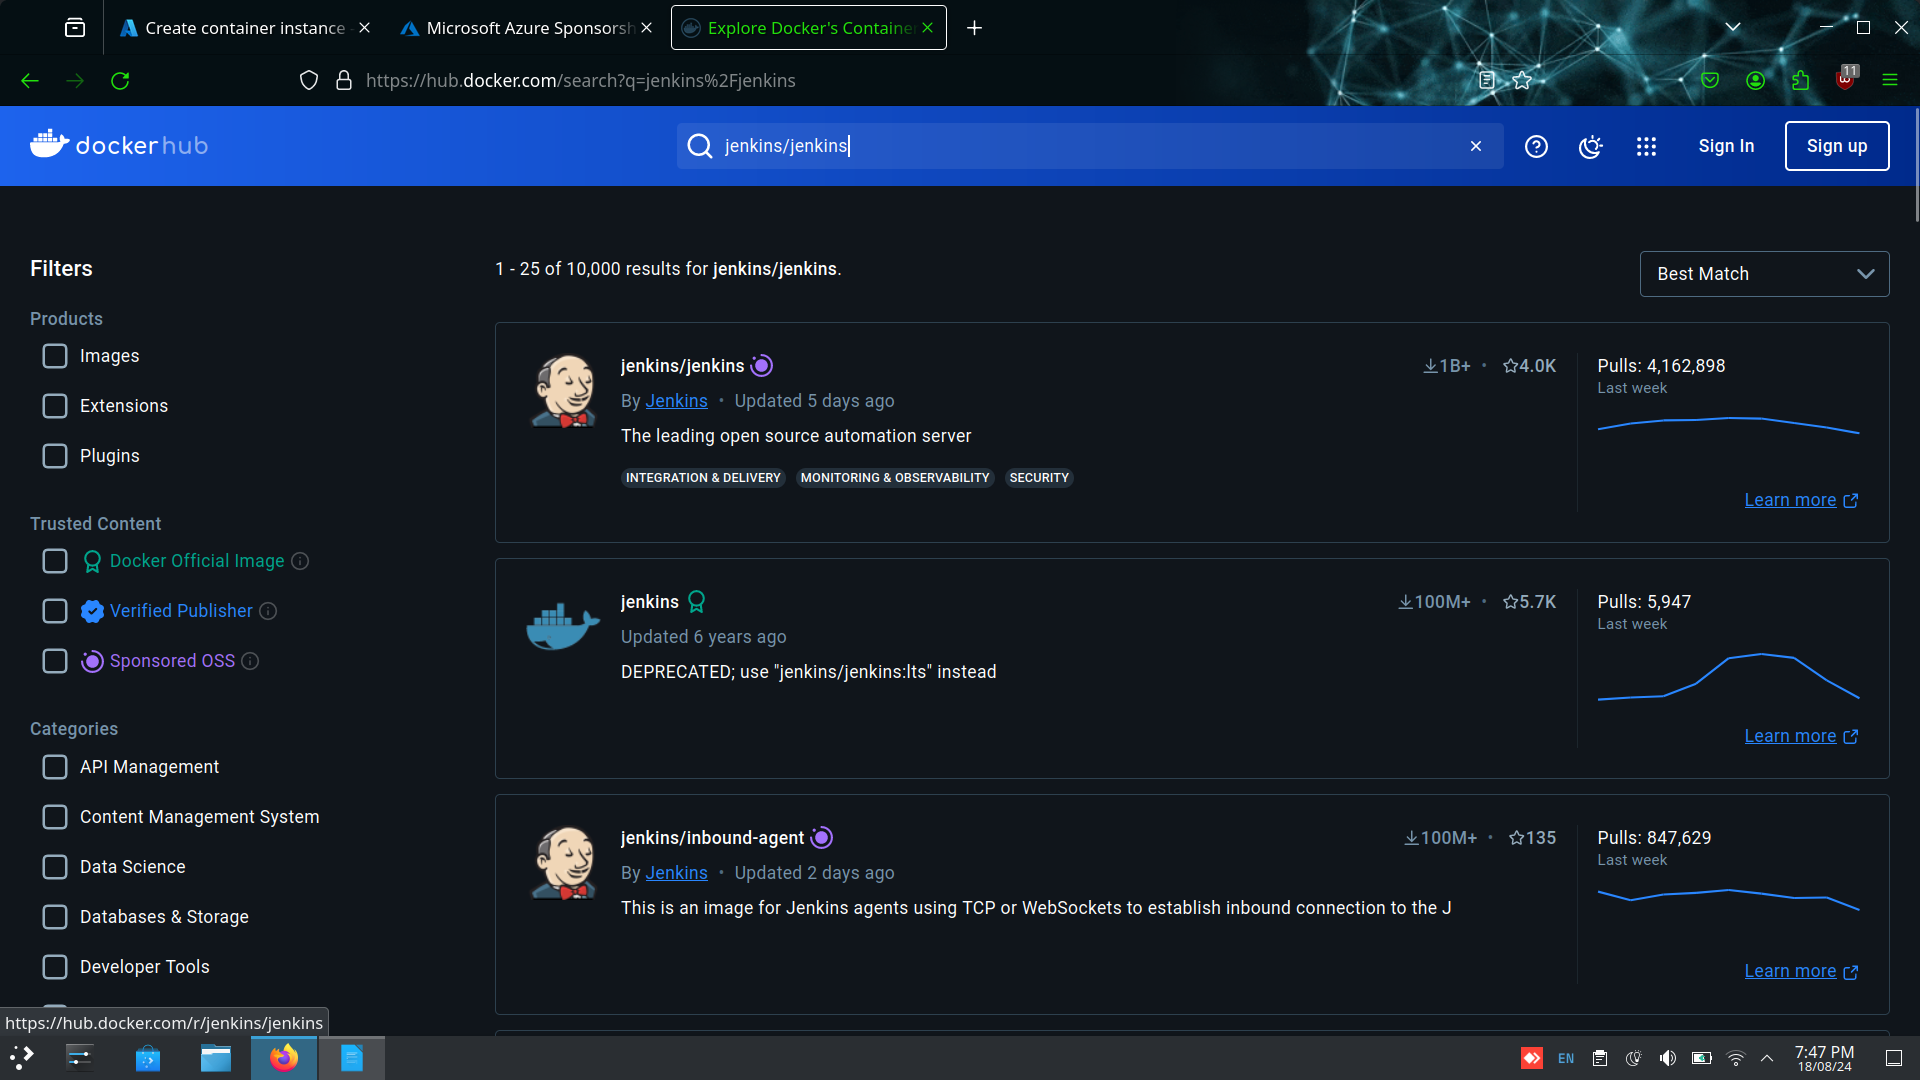 Create container instance
Microsoft Azure Sponsorsh
Explore Docker's Container
https://hub.docker.com/search?q=jenkins%2Fjenkins
11
dockerhub
jenkins/jenkins
Sign In
Sign up
Filters
1 - 25 of 10,000 results for jenkins/jenkins.
Best Match
Products
Images
Extensions
Plugins
Trusted Content
Docker Official Image
Verified Publisher
Sponsored OSS
Categories
API Management
Content Management System
Data Science
Databases & Storage
Developer Tools
jenkins/jenkins
1B+ • 4.0K
By Jenkins • Updated 5 days ago
The leading open source automation server
INTEGRATION & DELIVERY MONITORING & OBSERVABILITY SECURITY
Pulls: 4,162,898
Last week
Learn more
jenkins
100M+ • 5.7K
Updated 6 years ago
DEPRECATED; use "jenkins/jenkins:lts" instead
Pulls: 5,947
Last week
Learn more
jenkins/inbound-agent
100M+ • 135
By Jenkins • Updated 2 days ago
This is an image for Jenkins agents using TCP or WebSockets to establish inbound connection to the J
Pulls: 847,629
Last week
Learn more
https://hub.docker.com/r/jenkins/jenkins
EN
7:47 PM
18/08/24